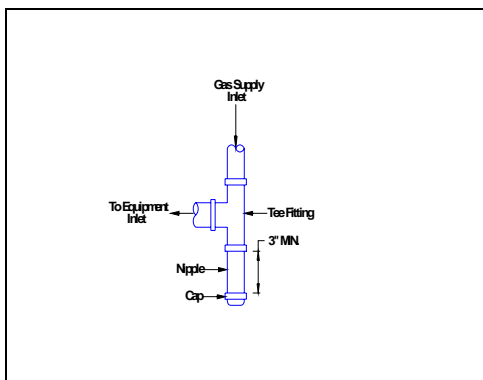 Gas Supply
Inlet
To Equipment
Inlet
Tee Fitting
3" MIN.
Nipple
Cap